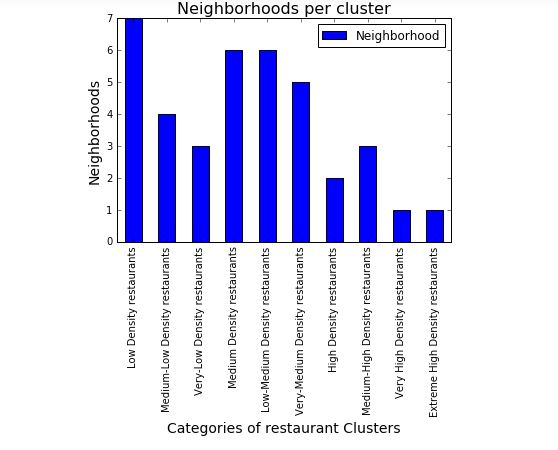 Neighborhoods per cluster
Neighborhood
Neighborhoods
7
6
5
4
3
2
1
0
Low Density restaurants
Medium-Low Density restaurants
Very-Low Density restaurants
Medium Density restaurants
Low-Medium Density restaurants
Very-Medium Density restaurants
High Density restaurants
Medium-High Density restaurants
Very High Density restaurants
Extreme High Density restaurants
Categories of restaurant Clusters